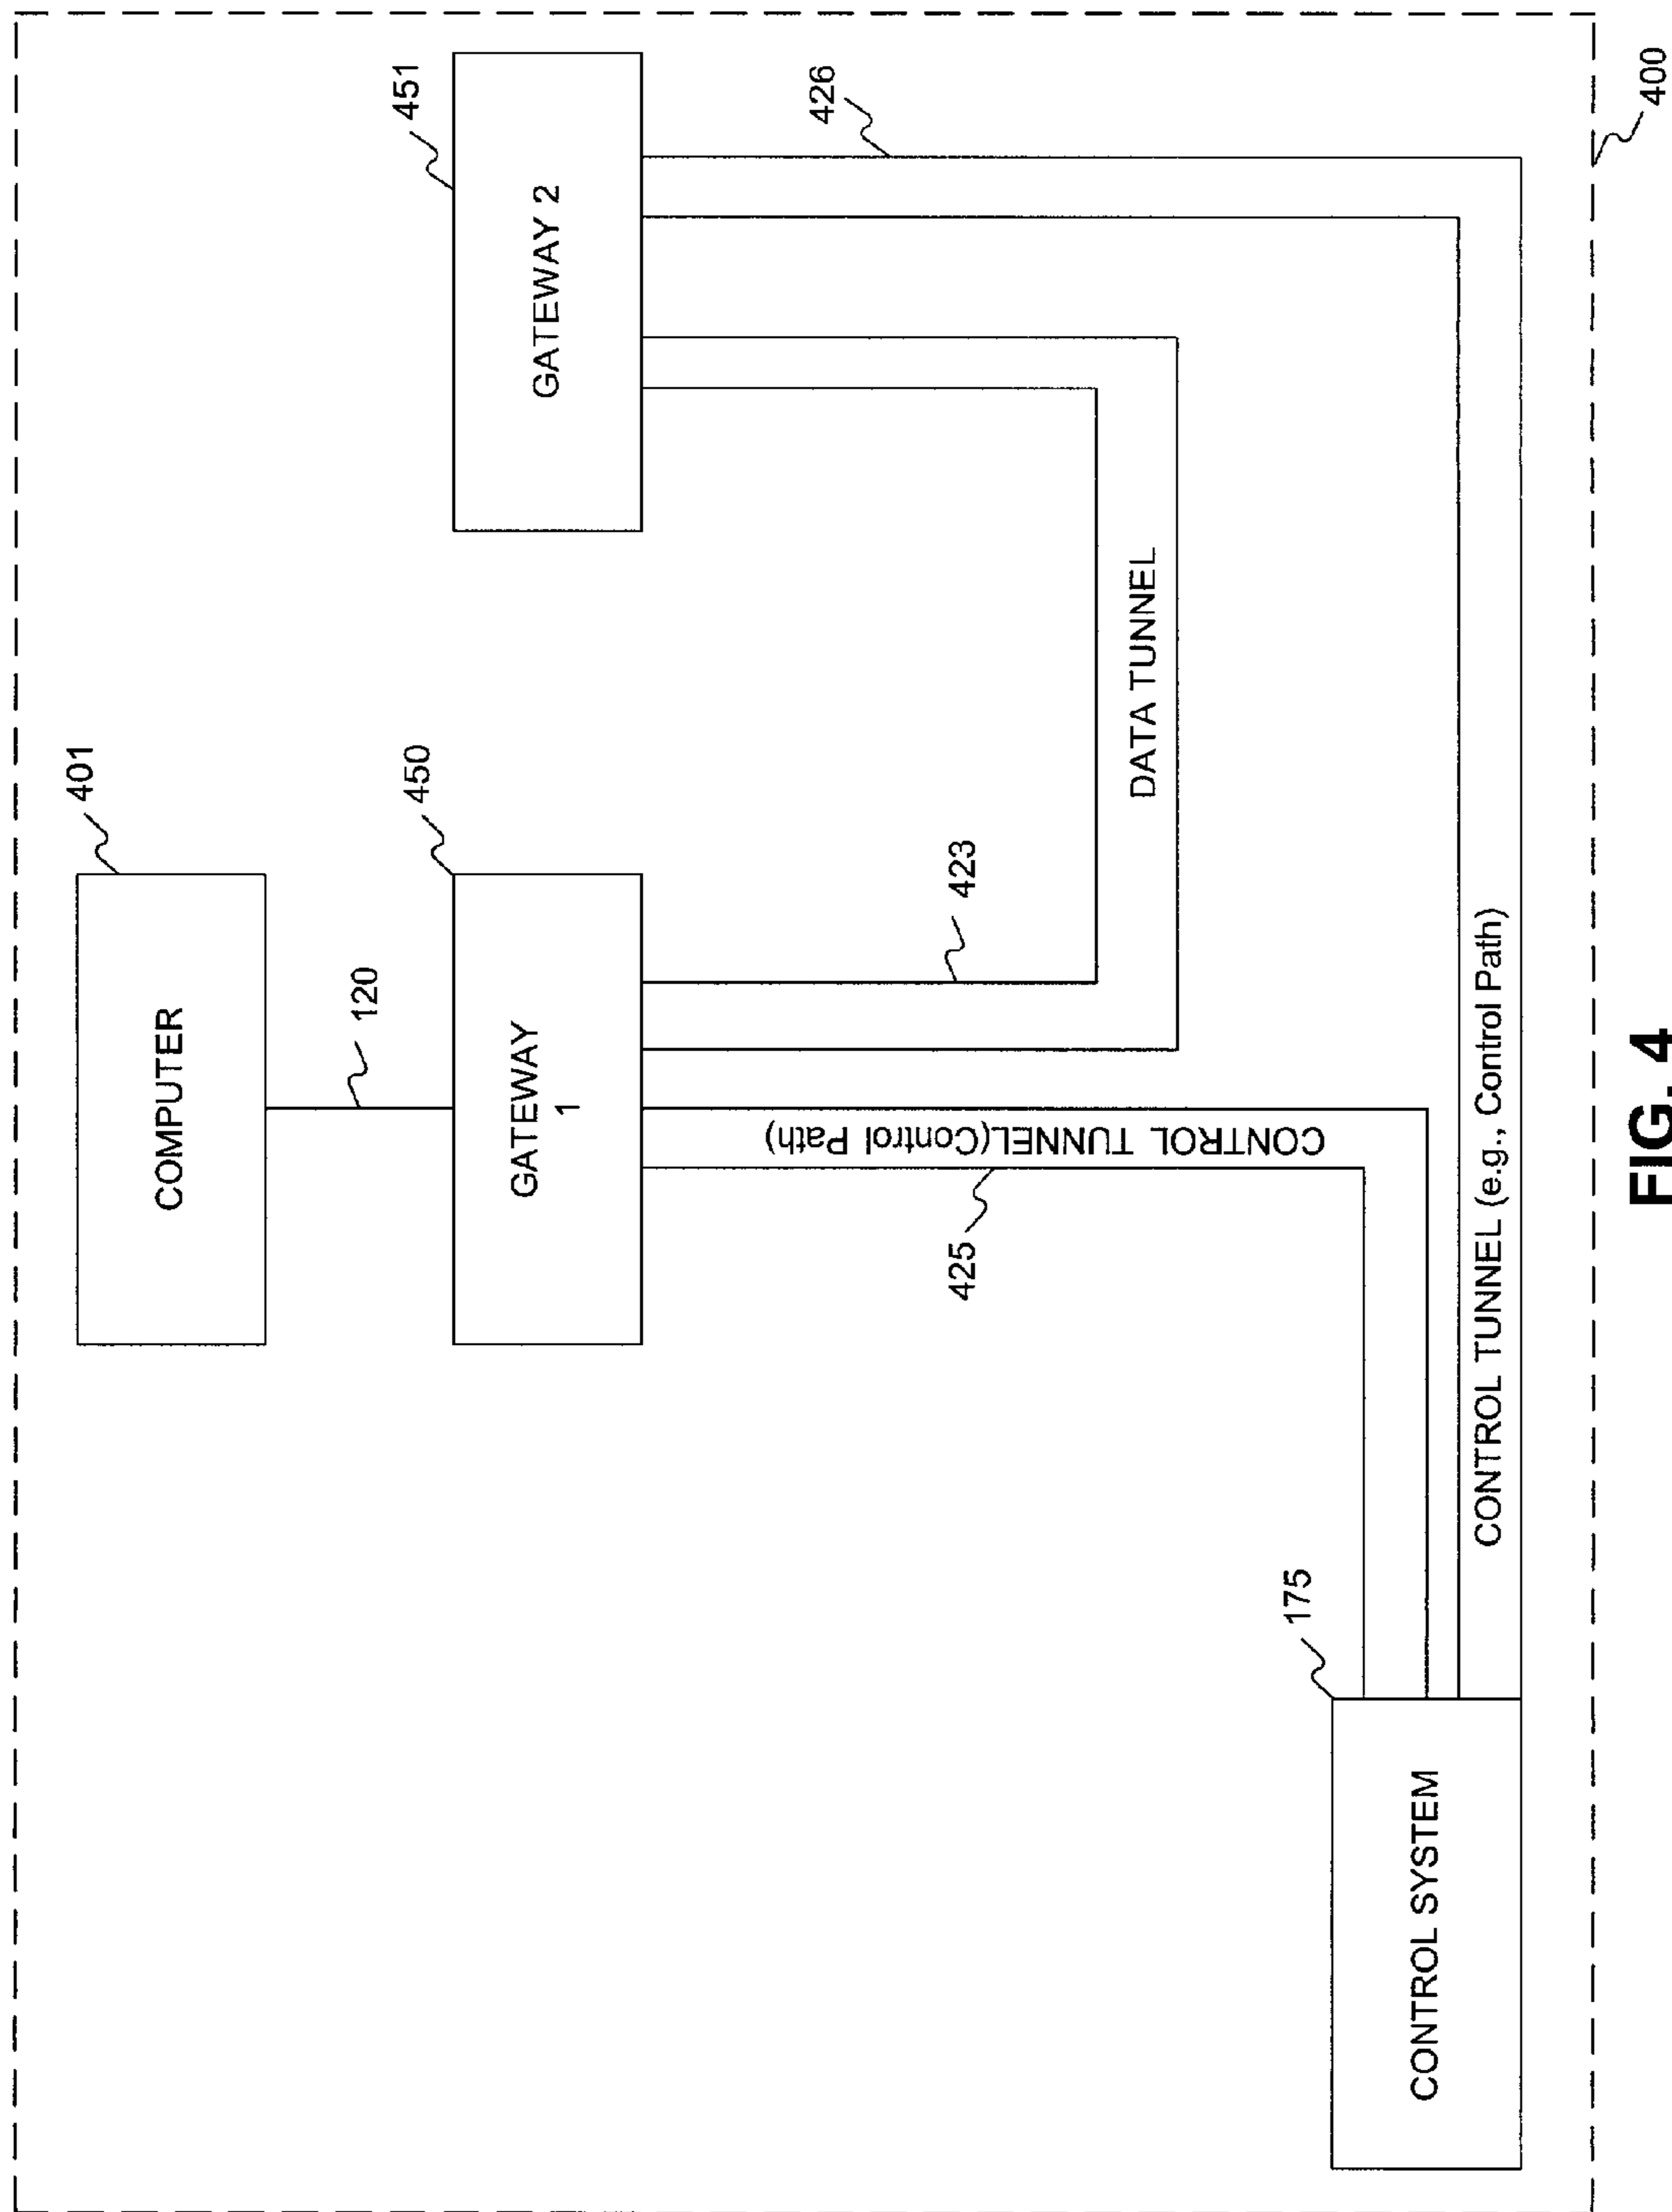 401
COMPUTER
120
450
GATEWAY
1
451
GATEWAY 2
423
426
425
CONTROL TUNNEL(Control Path)
DATA TUNNEL
175
CONTROL SYSTEM
CONTROL TUNNEL (e.g., Control Path)
400
FIG. 4